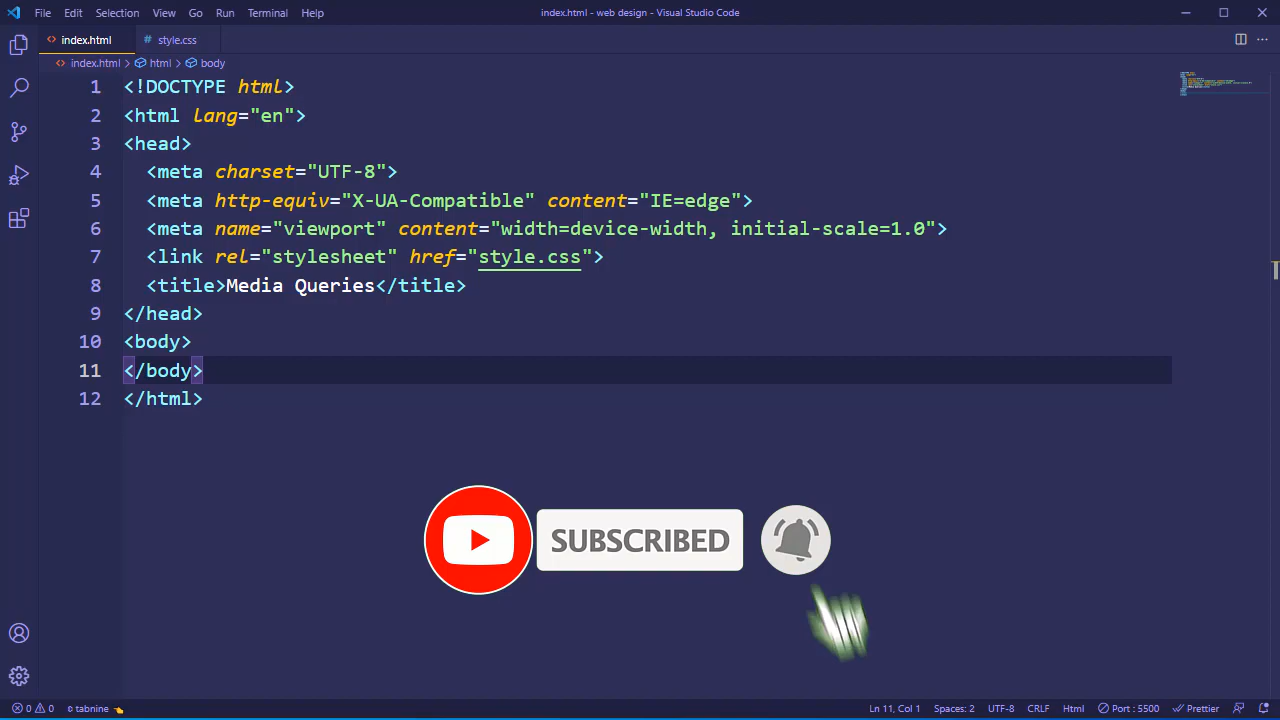 File Edit Selection View Go Run Terminal Help
index.html - web design - Visual Studio Code
index.html
# style.css
index.html > html > body
1 <!DOCTYPE html>
2 <html lang="en">
3 <head>
4 <meta charset="UTF-8">
5 <meta http-equiv="X-UA-Compatible" content="IE=edge">
6 <meta name="viewport" content="width=device-width, initial-scale=1.0">
7 <link rel="stylesheet" href="style.css">
8 <title>Media Queries</title>
9 </head>
10 <body>
11 </body>
12 </html>
SUBSCRIBED
0 0 tabnine Ln 11, Col 1 Spaces: 2 UTF-8 CRLF Html Port : 5500 Prettier